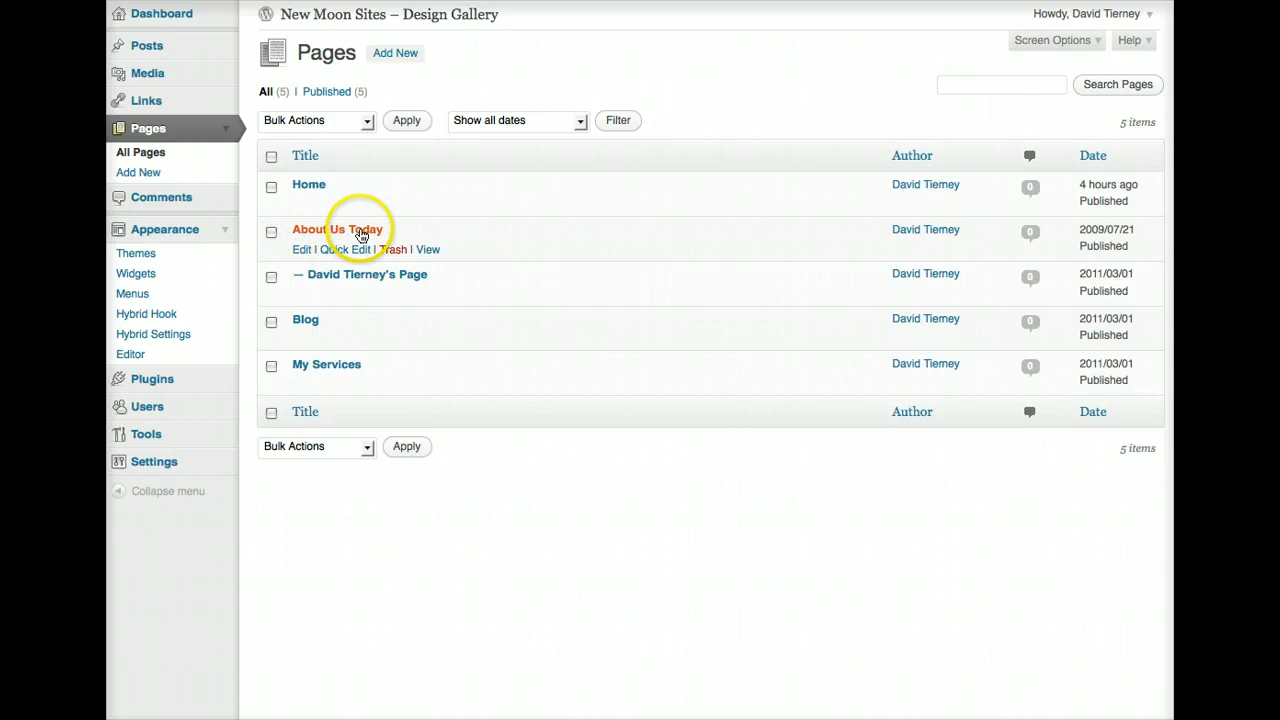 Dashboard
Posts
Media
Links
Pages
All Pages
Add New
Comments
Appearance
Themes
Widgets
Menus
Hybrid Hook
Hybrid Settings
Editor
Plugins
Users
Tools
Settings
Collapse menu
New Moon Sites – Design Gallery
Howdy, David Tierney
Pages Add New
Screen Options Help
All (5) | Published (5)
Search Pages
Bulk Actions Apply Show all dates Filter 5 items
Title Author Date
Home David Tierney 0 4 hours ago
Published
About Us Today David Tierney 0 2009/07/21
Edit | Quick Edit | Trash | View Published
— David Tierney's Page David Tierney 0 2011/03/01
Published
Blog David Tierney 0 2011/03/01
Published
My Services David Tierney 0 2011/03/01
Published
Title Author Date
Bulk Actions Apply 5 items